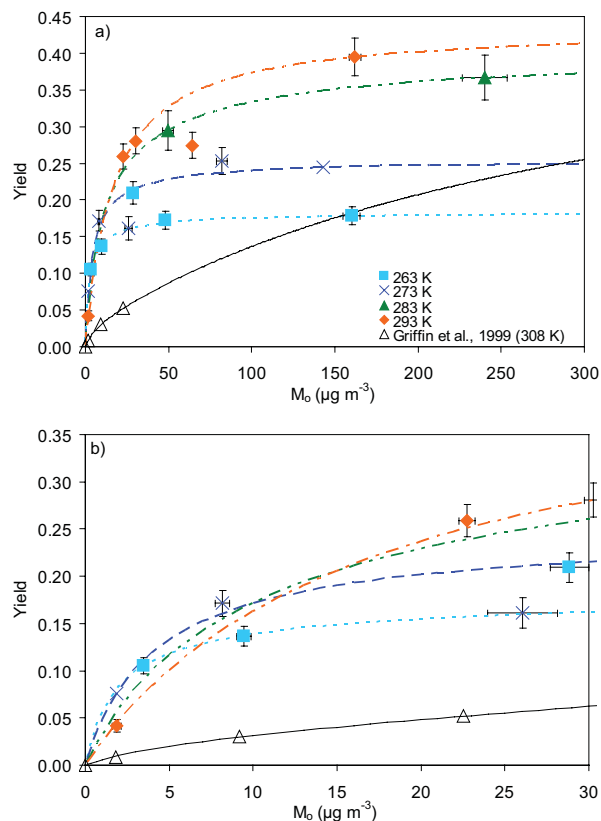 a)
0.45
0.40
0.35
0.30
0.25
0.20
0.15
0.10
0.05
0.00
Yield
263 K
273 K
283 K
293 K
Griffin et al., 1999 (308 K)
0 50 100 150 200 250 300
Mₒ (µg m⁻³)
b)
0.35
0.30
0.25
0.20
0.15
0.10
0.05
0.00
Yield
0 5 10 15 20 25 30
Mₒ (µg m⁻³)